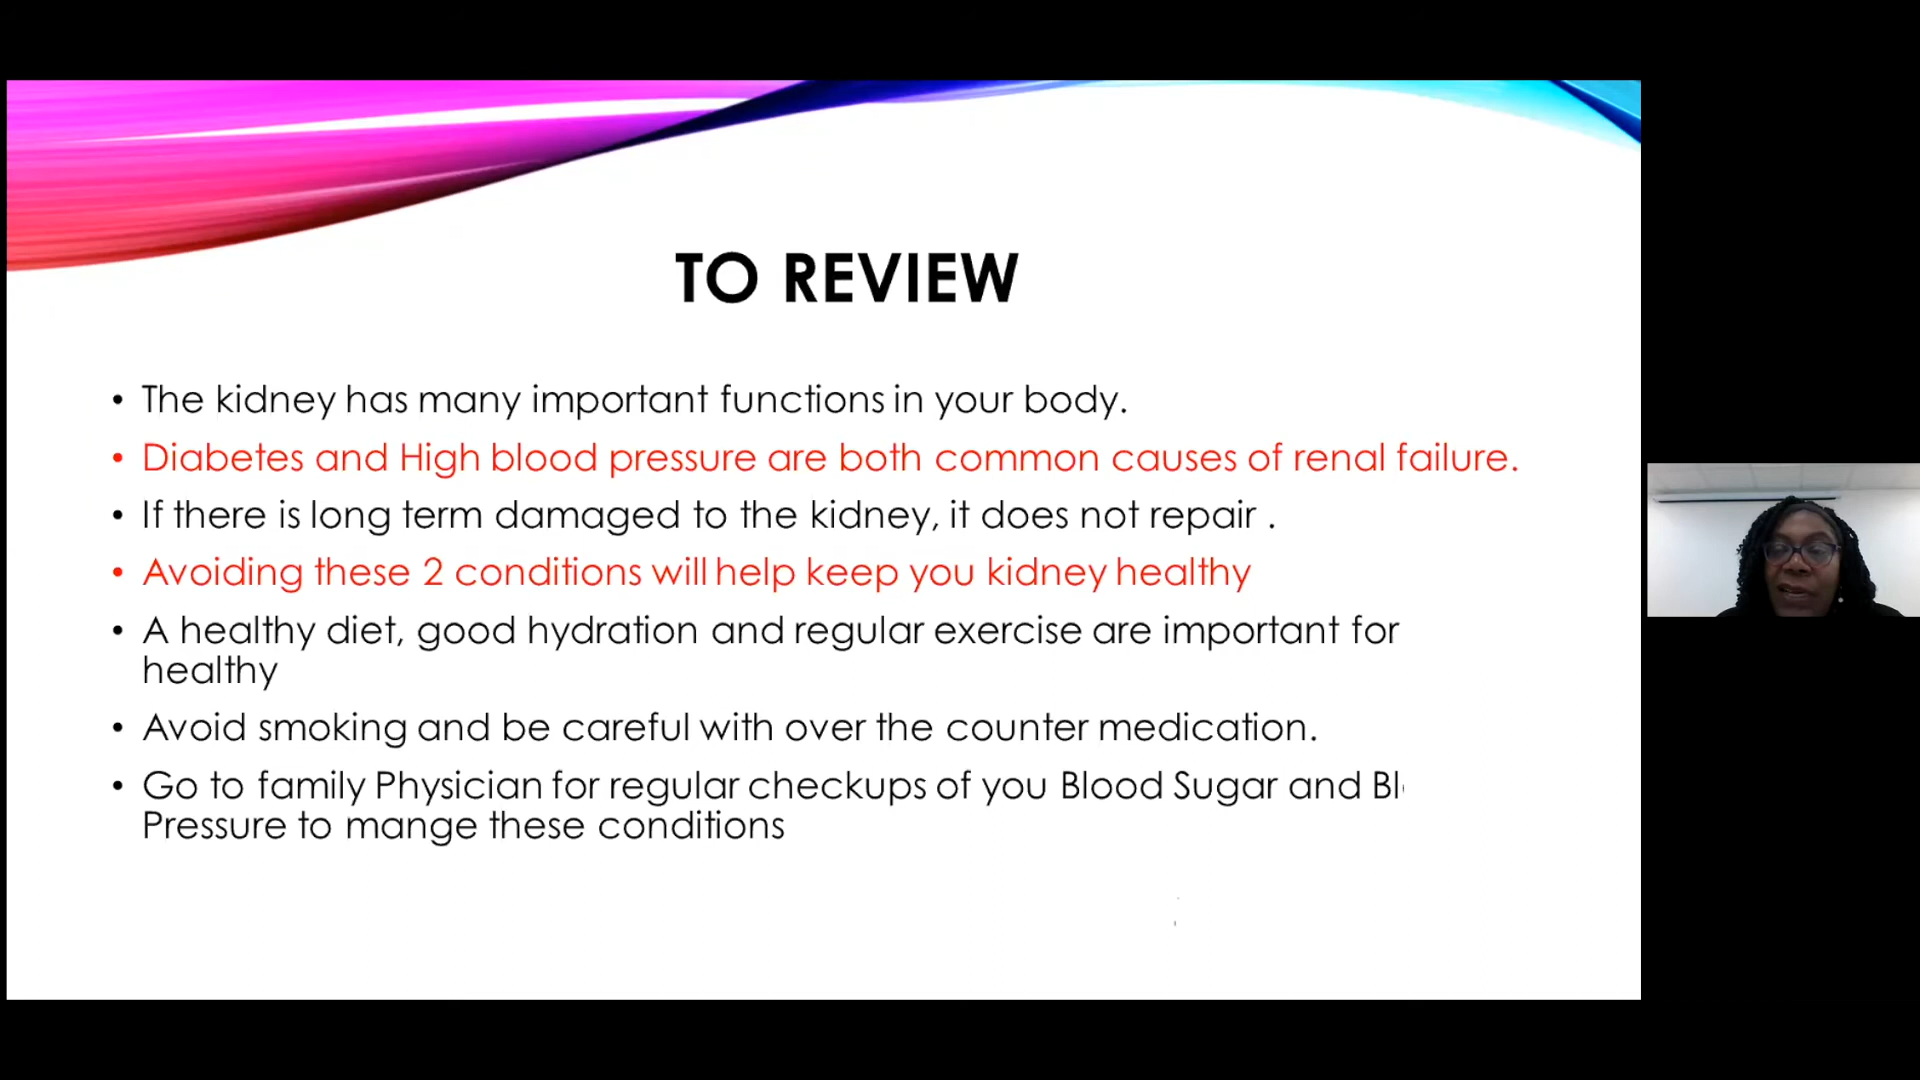 TO REVIEW
• The kidney has many important functions in your body.
• Diabetes and High blood pressure are both common causes of renal failure.
• If there is long term damaged to the kidney, it does not repair .
• Avoiding these 2 conditions will help keep you kidney healthy
• A healthy diet, good hydration and regular exercise are important for
healthy
• Avoid smoking and be careful with over the counter medication.
• Go to family Physician for regular checkups of you Blood Sugar and
Pressure to mange these conditions